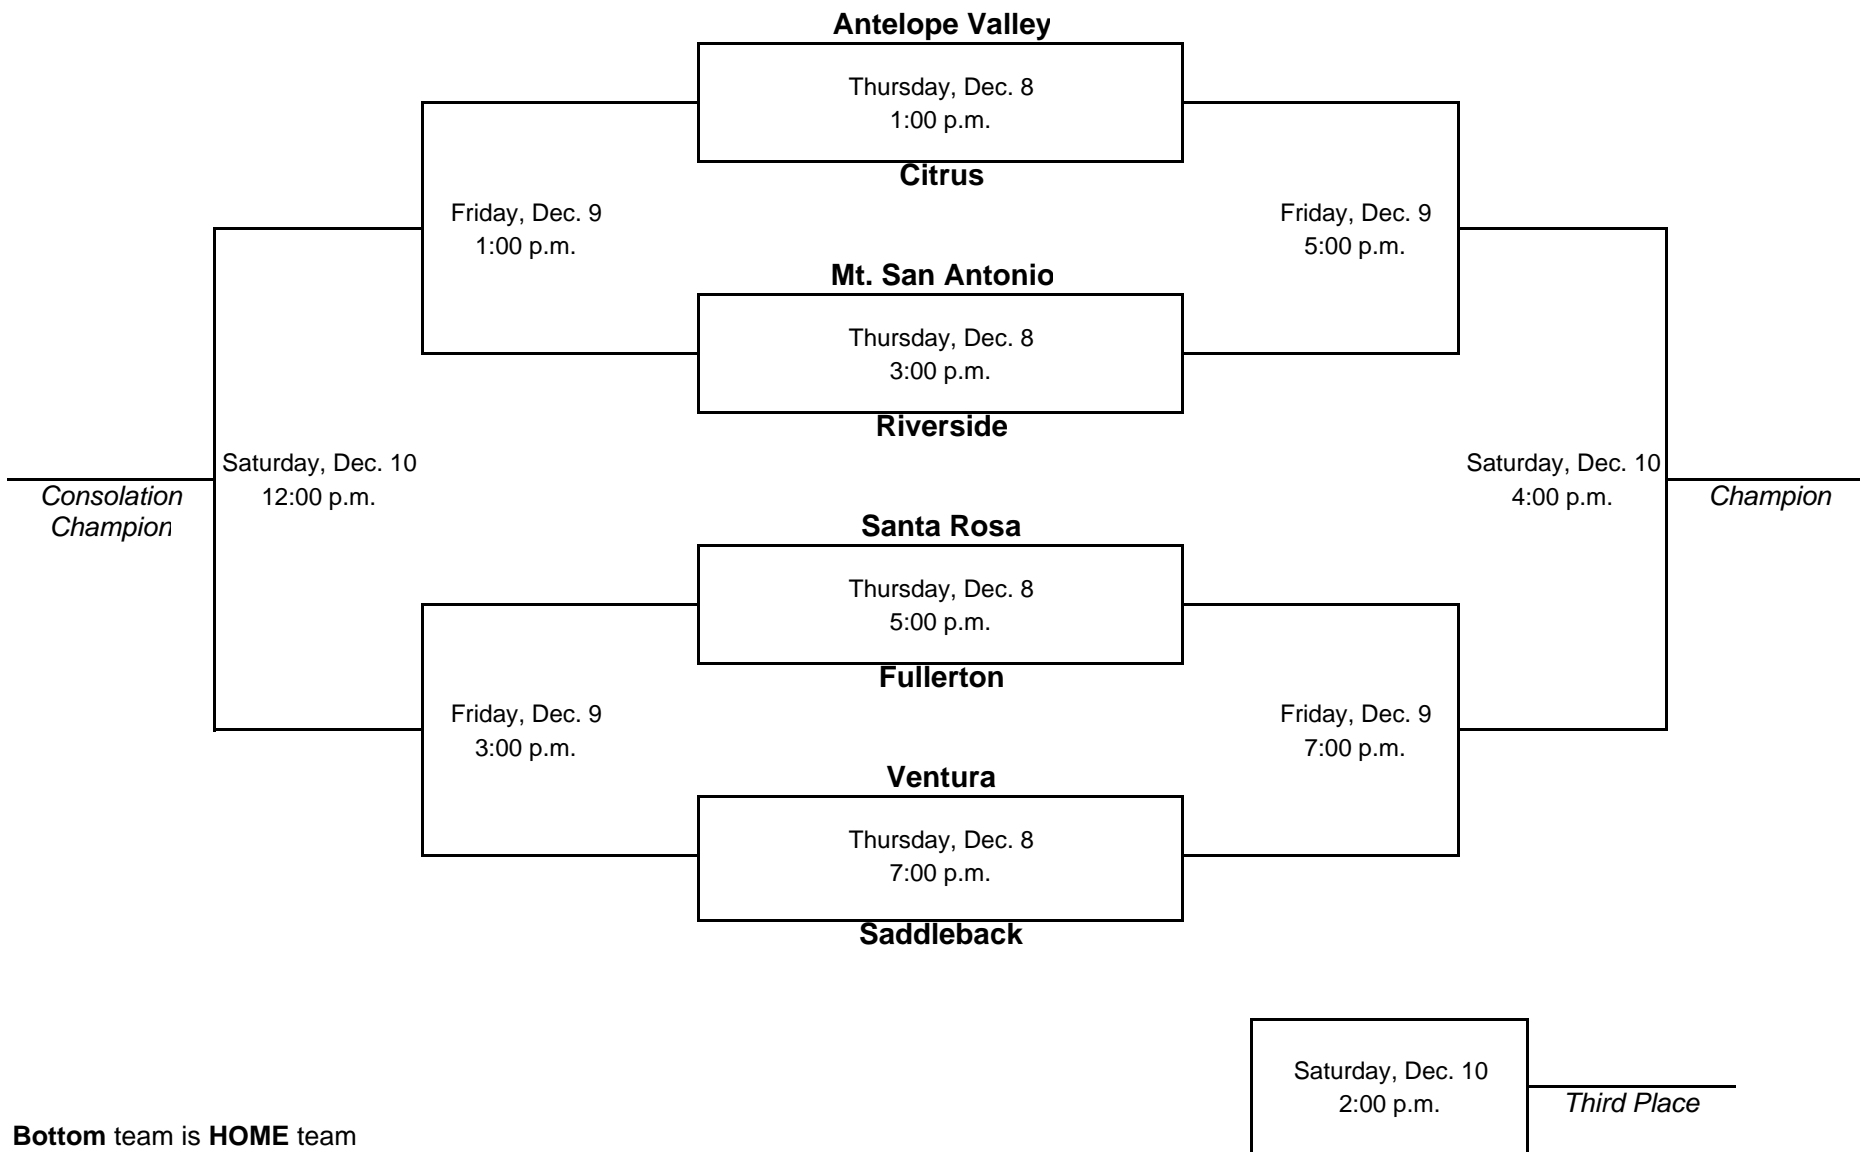 Antelope Valley
Thursday, Dec. 8
1:00 p.m.
Citrus
Friday, Dec. 9
1:00 p.m.
Friday, Dec. 9
5:00 p.m.
Mt. San Antonio
Thursday, Dec. 8
3:00 p.m.
Riverside
Saturday, Dec. 10
12:00 p.m.
Consolation
Champion
Saturday, Dec. 10
4:00 p.m.
Champion
Santa Rosa
Thursday, Dec. 8
5:00 p.m.
Fullerton
Friday, Dec. 9
3:00 p.m.
Friday, Dec. 9
7:00 p.m.
Ventura
Thursday, Dec. 8
7:00 p.m.
Saddleback
Saturday, Dec. 10
2:00 p.m.
Third Place
Bottom team is HOME team